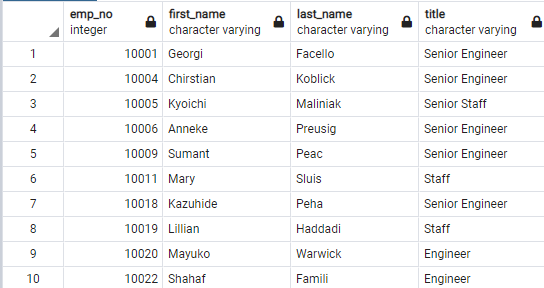 emp_no first_name last_name title
integer character varying character varying character varying
1 10001 Georgi Facello Senior Engineer
2 10004 Chirstian Koblick Senior Engineer
3 10005 Kyoichi Maliniak Senior Staff
4 10006 Anneke Preusig Senior Engineer
5 10009 Sumant Peac Senior Engineer
6 10011 Mary Sluis Staff
7 10018 Kazuhide Peha Senior Engineer
8 10019 Lillian Haddadi Staff
9 10020 Mayuko Warwick Engineer
10 10022 Shahaf Famili Engineer